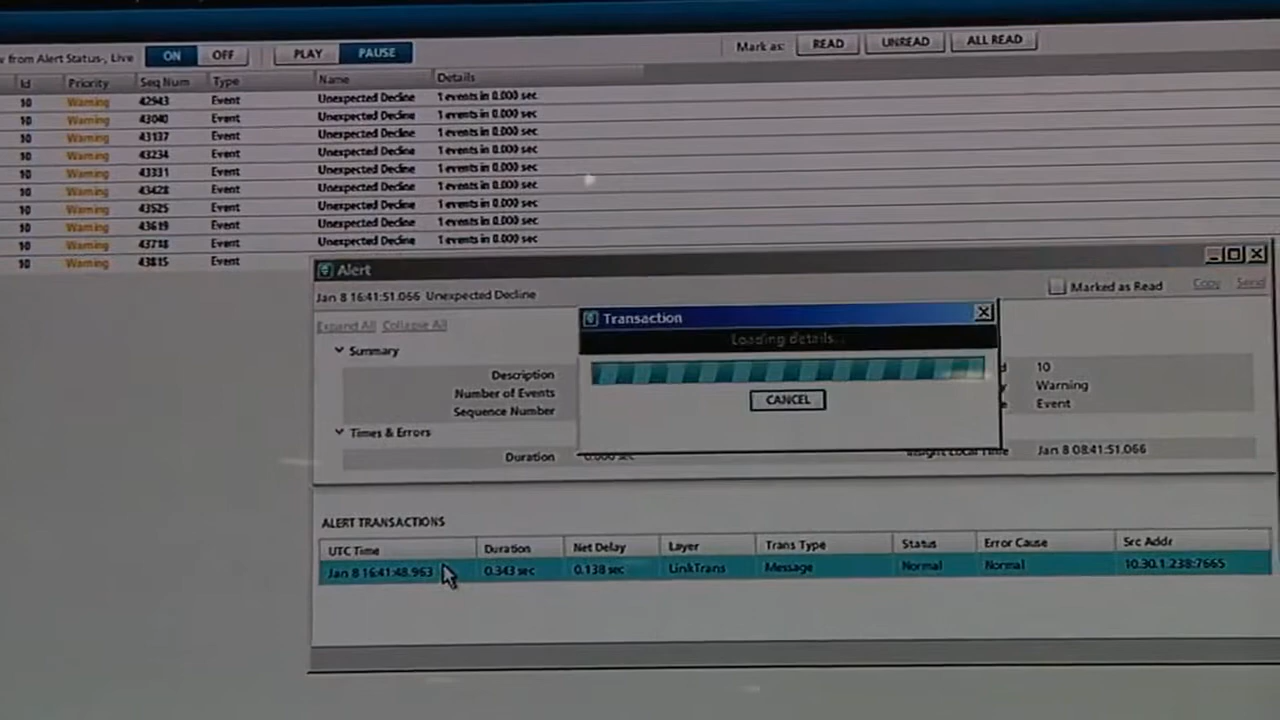 w from Alert Status-, Live ON OFF PLAY PAUSE Mark as: READ UNREAD ALL READ
Id Priority Seq Num Type Name Details
10 Warning 42943 Event Unexpected Decline 1 events in 0.000 sec
10 Warning 43040 Event Unexpected Decline 1 events in 0.000 sec
10 Warning 43137 Event Unexpected Decline 1 events in 0.000 sec
10 Warning 43234 Event Unexpected Decline 1 events in 0.000 sec
10 Warning 43331 Event Unexpected Decline 1 events in 0.000 sec
10 Warning 43428 Event Unexpected Decline 1 events in 0.000 sec
10 Warning 43525 Event Unexpected Decline 1 events in 0.000 sec
10 Warning Event Unexpected Decline 1 events in 0.000 sec
10 Warning 43718 Event Unexpected Decline 1 events in 0.000 sec
10 Warning 43815 Event
Alert
Jan 8 16:41:51.066 Unexpected Decline Marked as Read Copy Send
Expand All Collapse All
Transaction
Loading details...
CANCEL
Summary
Description 10
Number of Events Warning
Sequence Number Event
Times & Errors
Duration 0.000 sec Insight Local Time Jan 8 08:41:51.066
ALERT TRANSACTIONS
UTC Time Duration Net Delay Layer Trans Type Status Error Cause Src Addr
Jan 8 16:41:48.963 0.343 sec 0.138 sec LinkTrans Message Normal Normal 10.30.1.238:7665